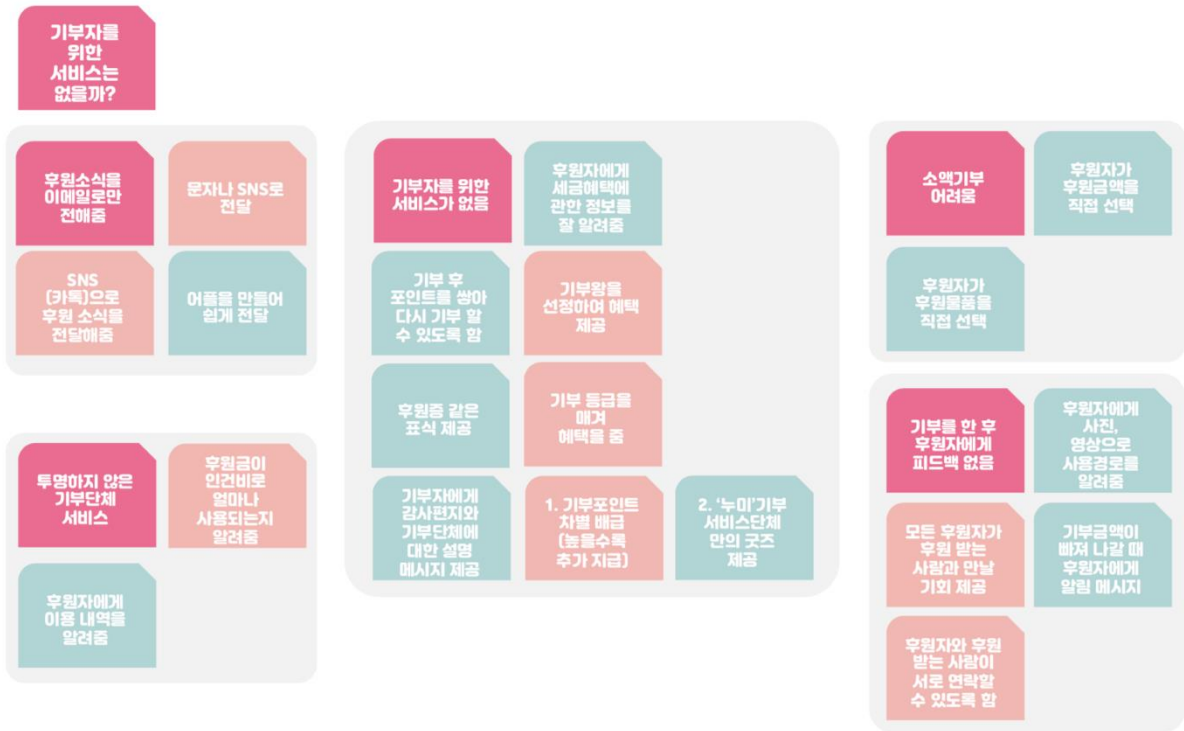 기부자를
위한
서비스는
없을까?
후원소식을
이메일로만
전해줌
문자나 SNS로
전달
SNS
(카톡)으로
후원 소식을
전달해줌
어플을 만들어
쉽게 전달
투명하지 않은
기부단체
서비스
후원금이
인건비로
얼마나
사용되는지
알려줌
후원자에게
이용 내역을
알려줌
기부자를 위한
서비스가 없음
후원자에게
세금혜택에
관한 정보를
잘 알려줌
기부 후
포인트를 쌓아
다시 기부 할
수 있도록 함
기부왕을
선정하여 혜택
제공
후원증 같은
표식 제공
기부 등급을
매겨
혜택을 줌
기부자에게
감사편지와
기부단체에
대한 설명
메시지 제공
1. 기부포인트
차별 배급
(높을수록
추가 지급)
2. ‘누미’기부
서비스단체
만의 굿즈
제공
소액기부
어려움
후원자가
후원금액을
직접 선택
후원자가
후원물품을
직접 선택
기부를 한 후
후원자에게
피드백 없음
후원자에게
사진,
영상으로
사용경로를
알려줌
모든 후원자가
후원 받는
사람과 만날
기회 제공
기부금액이
빠져 나갈 때
후원자에게
알림 메시지
후원자와 후원
받는 사람이
서로 연락할
수 있도록 함